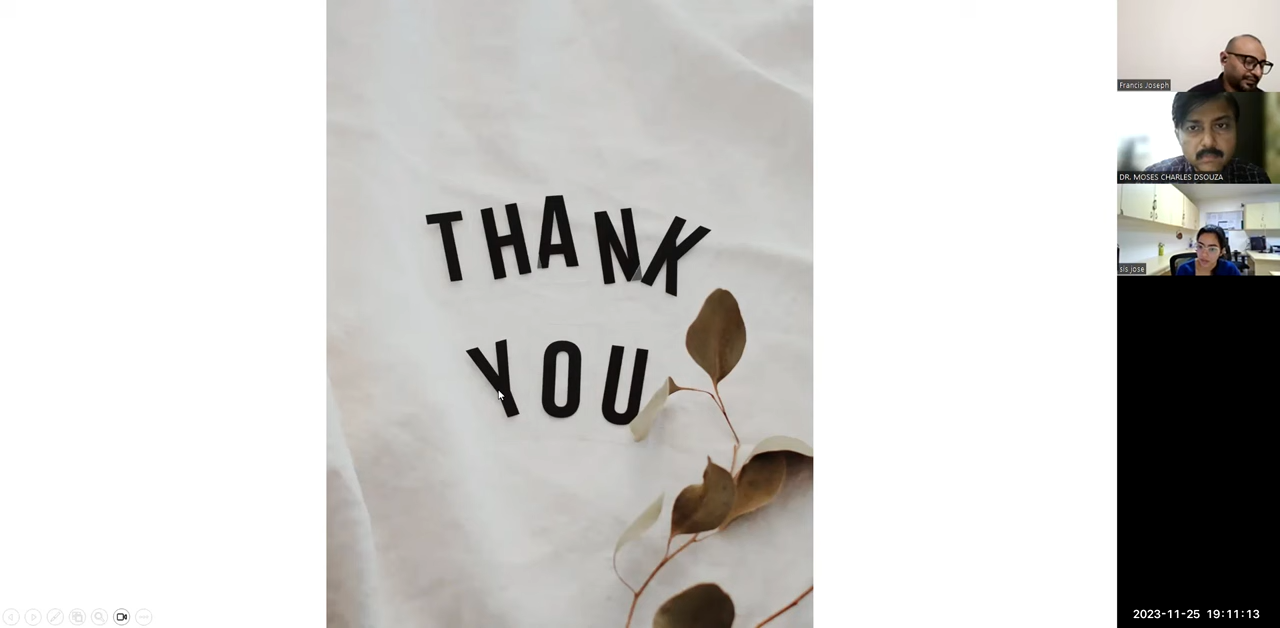 THANK
YOU
Francis Joseph
DR. MOSES CHARLES DSOUZA
sis jose
2023-11-25 19:11:13